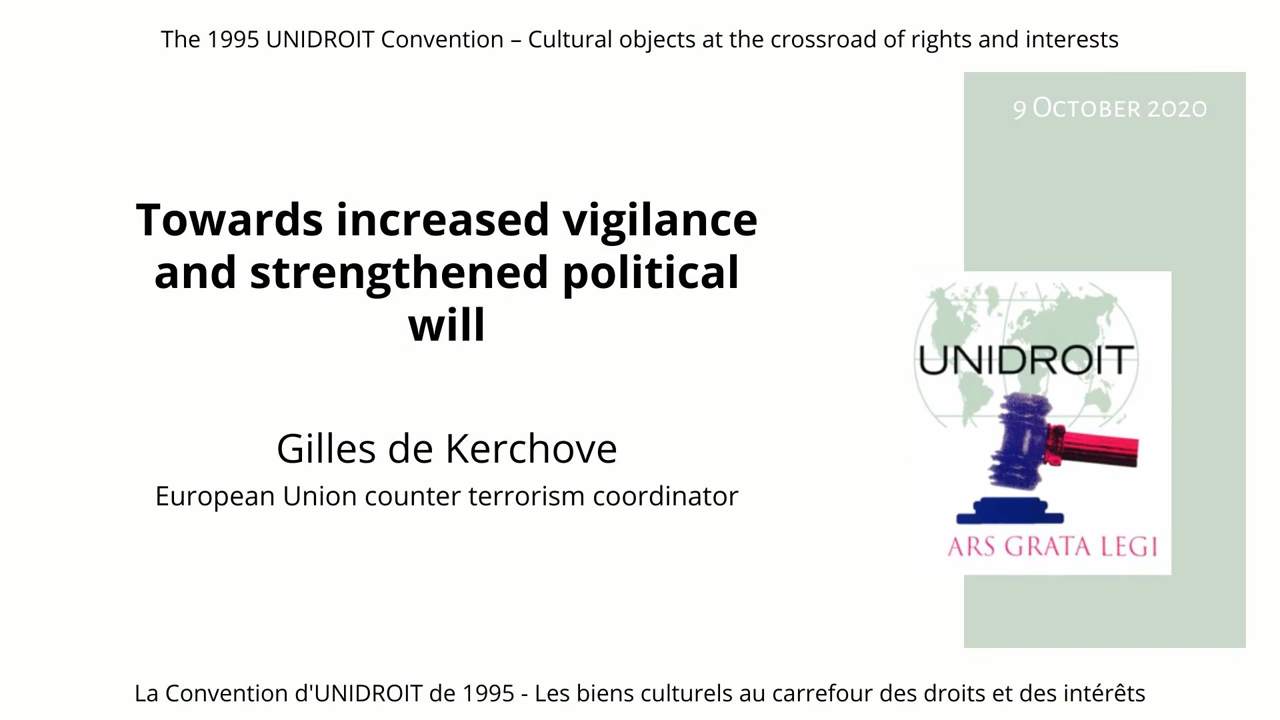 The 1995 UNIDROIT Convention – Cultural objects at the crossroad of rights and interests
9 October 2020
Towards increased vigilance
and strengthened political
will
Gilles de Kerchove
European Union counter terrorism coordinator
UNIDROIT
ARS GRATA LEGI
La Convention d'UNIDROIT de 1995 - Les biens culturels au carrefour des droits et des intérêts